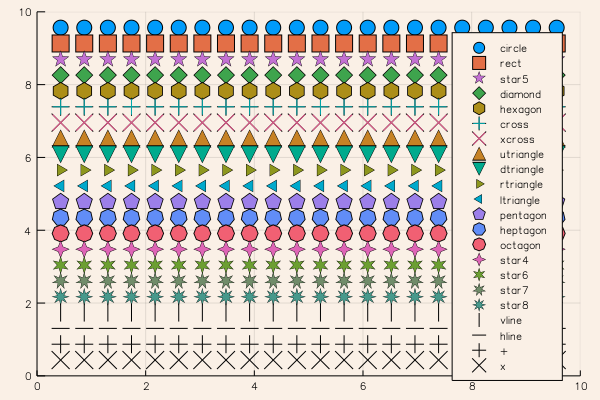 10
8
6
4
2
0
0 2 4 6 8 10
circle
rect
star5
diamond
hexagon
cross
xcross
utriangle
dtriangle
rtriangle
ltriangle
pentagon
heptagon
octagon
star4
star6
star7
star8
vline
hline
+
x